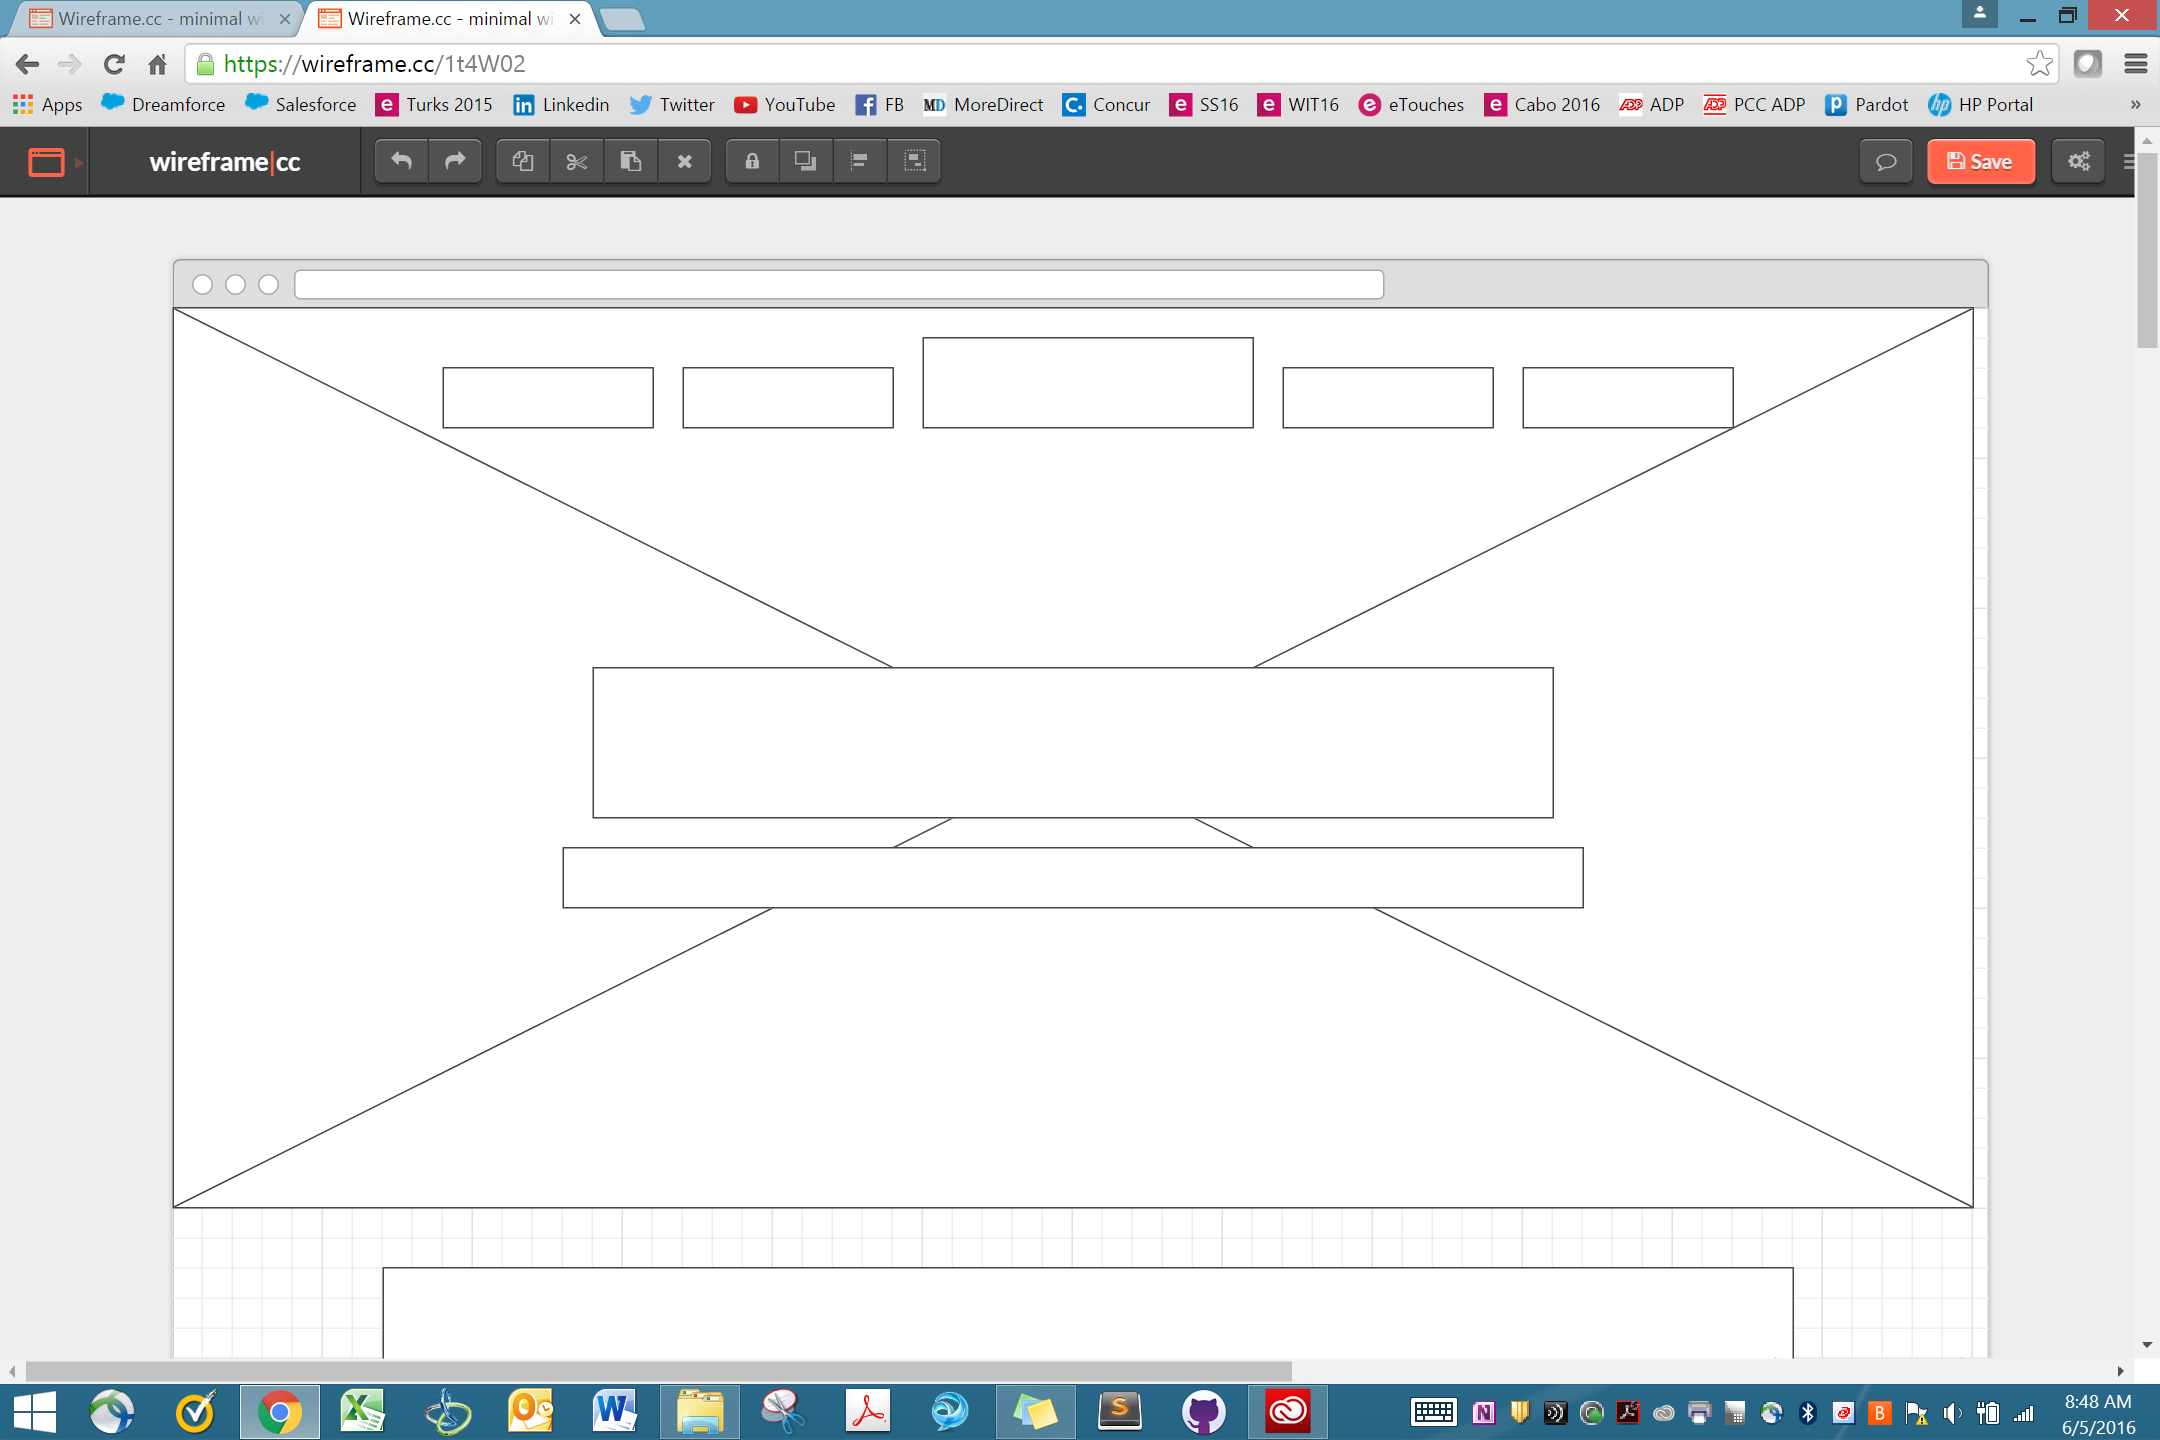 Wireframe.cc - minimal wi
Wireframe.cc - minimal wi
https://wireframe.cc/1t4W02
Apps Dreamforce Salesforce Turks 2015 Linkedin Twitter YouTube FB MoreDirect Concur SS16 WIT16 eTouches Cabo 2016 ADP PCC ADP Pardot HP Portal »
wireframe|cc Save
8:48 AM
6/5/2016